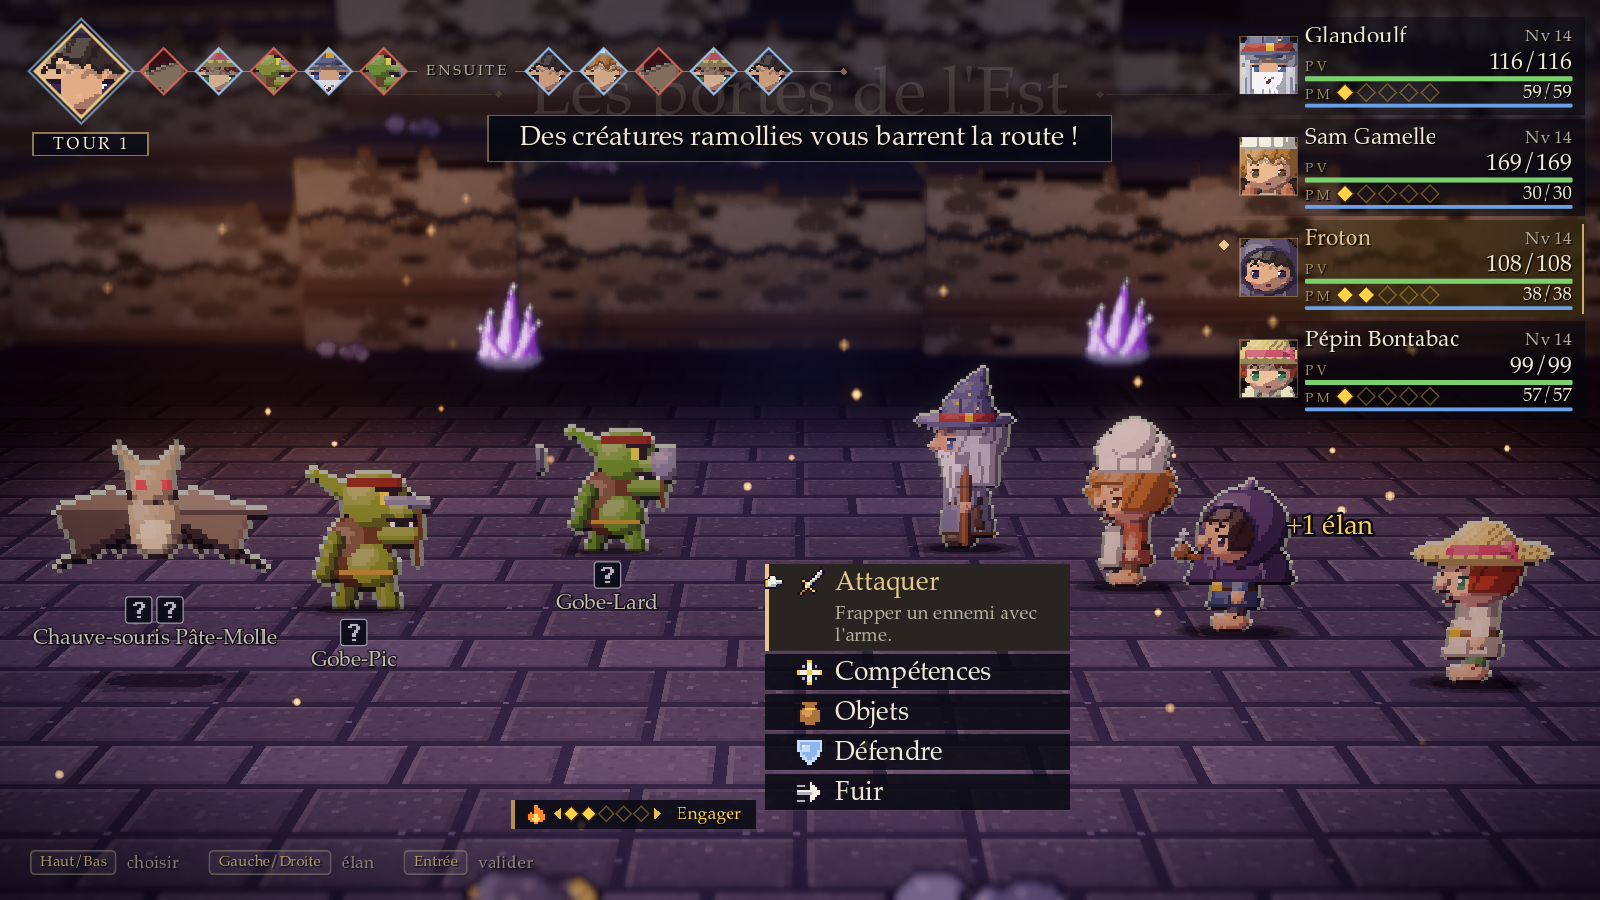 ENSUITE
Les portes de l'Est
TOUR 1
Des créatures ramollies vous barrent la route !
Glandoulf Nv 14
PV 116/116
PM 59/59
Sam Gamelle Nv 14
PV 169/169
PM 30/30
Froton Nv 14
PV 108/108
PM 38/38
Pépin Bontabac Nv 14
PV 99/99
PM 57/57
+1 élan
? ?
Chauve-souris Pâte-Molle
?
Gobe-Pic
?
Gobe-Lard
Attaquer
Frapper un ennemi avec
l'arme.
Compétences
Objets
Défendre
Fuir
Engager
Haut/Bas choisir Gauche/Droite élan Entrée valider